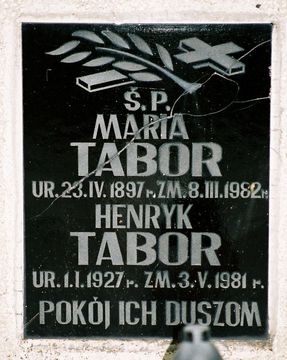 Ś.P.
MARIA
TABOR
UR. 23.IV.1897 r. ZM. 8.III.1982 r.
HENRYK
TABOR
UR. 1.I.1927 r. ZM. 3.V.1981 r.
POKÓJ ICH DUSZOM